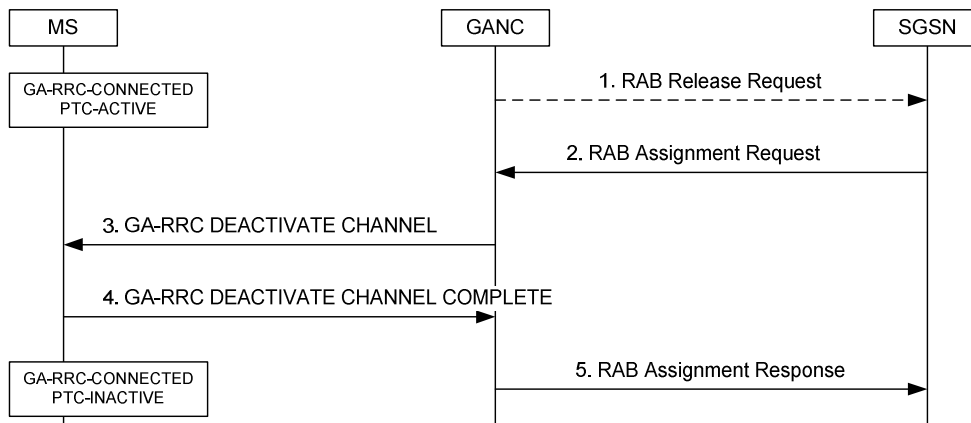 MS
GANC
SGSN
GA-RRC-CONNECTED
PTC-ACTIVE
1. RAB Release Request
2. RAB Assignment Request
3. GA-RRC DEACTIVATE CHANNEL
4. GA-RRC DEACTIVATE CHANNEL COMPLETE
GA-RRC-CONNECTED
PTC-INACTIVE
5. RAB Assignment Response